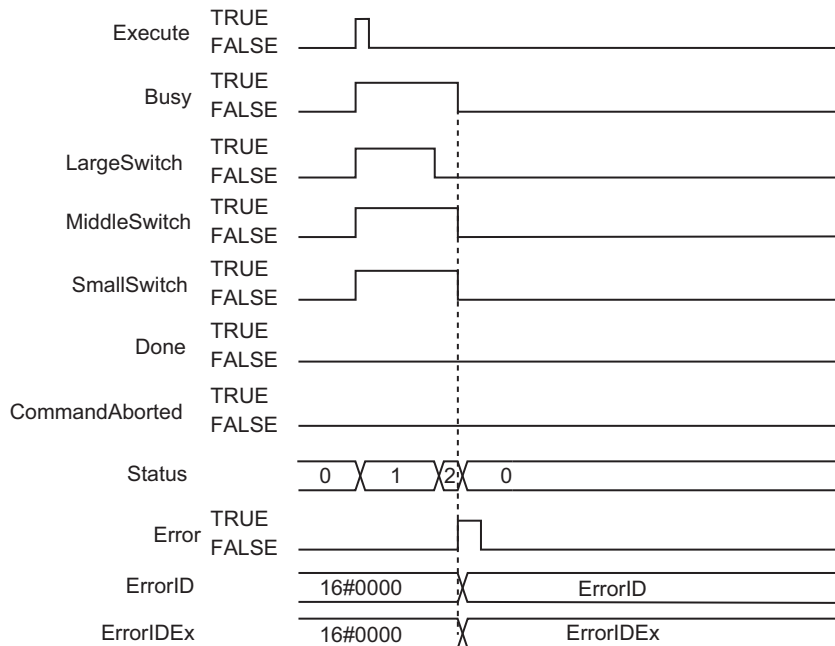 Execute TRUE
FALSE
Busy TRUE
FALSE
LargeSwitch TRUE
FALSE
MiddleSwitch TRUE
FALSE
SmallSwitch TRUE
FALSE
Done TRUE
FALSE
CommandAborted TRUE
FALSE
Status 0 1 2 0
Error TRUE
FALSE
ErrorID 16#0000 ErrorID
ErrorIDEx 16#0000 ErrorIDEx